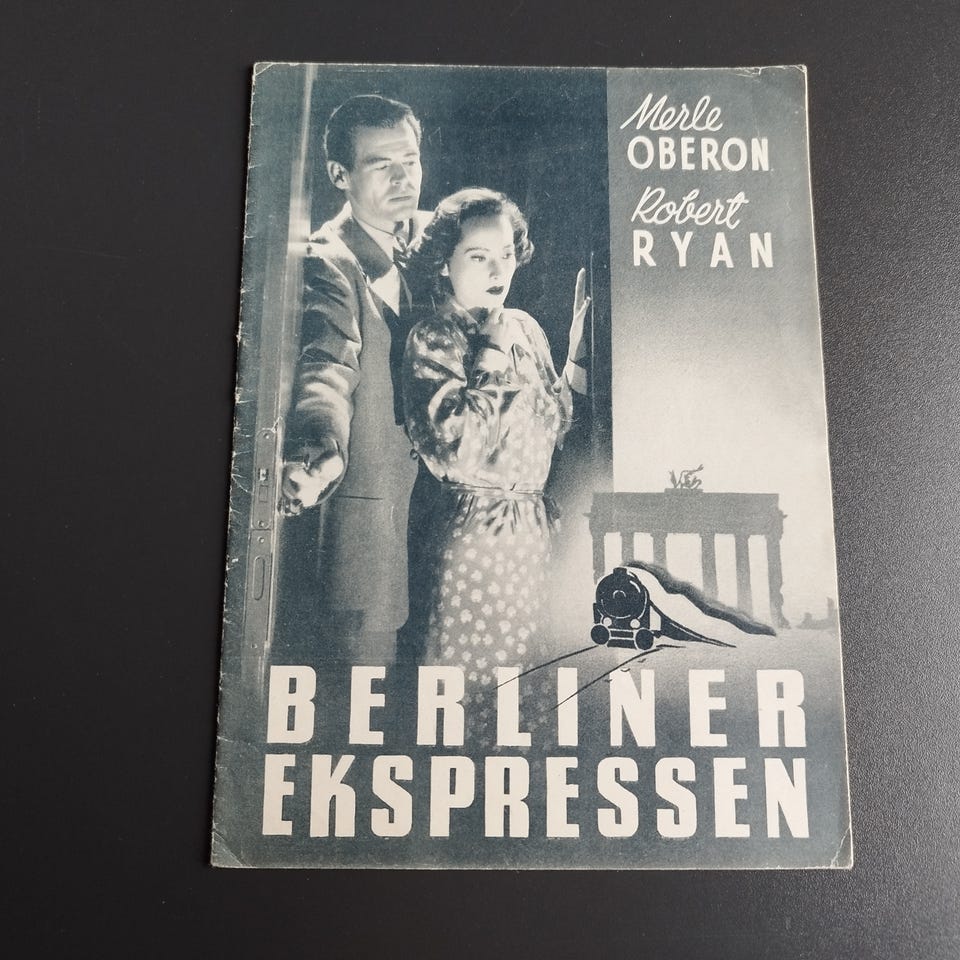 Merle
OBERON
Robert
RYAN
BERLINER
EKSPRESSEN